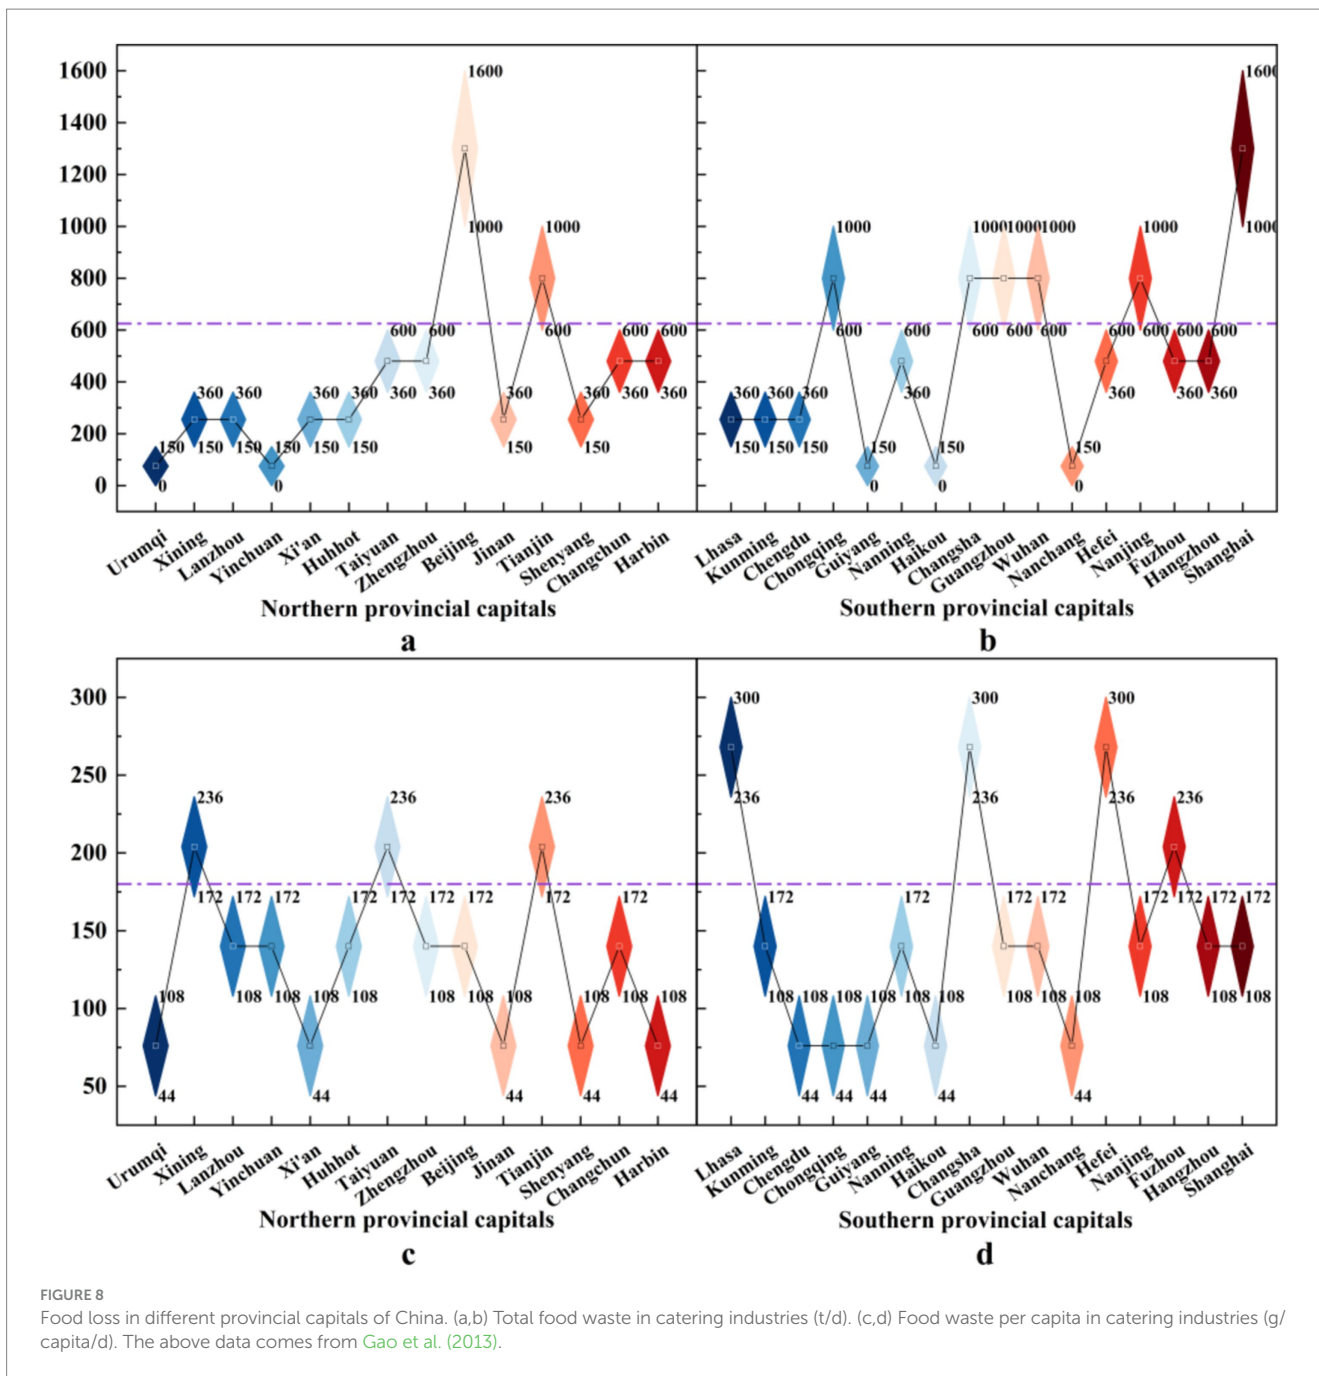 1600
1400
1200
1000
800
600
400
200
0
150
0
360
150
360
150
150
0
360
150
360
150
600
360
600
360
1600
1000
360
150
1000
600
360
150
600
360
600
360
Urumqi
Xining
Lanzhou
Yinchuan
Xi'an
Huhhot
Taiyuan
Zhengzhou
Beijing
Jinan
Tianjin
Shenyang
Changchun
Harbin
Northern provincial capitals
a
360
150
360
150
360
150
1000
600
150
0
600
360
150
0
1000
600
1000
600
1000
600
150
0
600
360
1000
600
600
360
600
360
1600
1000
Lhasa
Kunming
Chengdu
Chongqing
Guiyang
Nanning
Haikou
Changsha
Guangzhou
Wuhan
Nanchang
Hefei
Nanjing
Fuzhou
Hangzhou
Shanghai
Southern provincial capitals
b
300
250
200
150
100
50
108
44
236
172
172
108
172
108
108
44
172
108
236
172
172
108
172
108
108
44
236
172
108
44
172
108
108
44
Urumqi
Xining
Lanzhou
Yinchuan
Xi'an
Huhhot
Taiyuan
Zhengzhou
Beijing
Jinan
Tianjin
Shenyang
Changchun
Harbin
Northern provincial capitals
c
300
236
172
108
108
44
108
44
108
44
172
108
108
44
300
236
172
108
172
108
108
44
300
236
172
108
236
172
172
108
172
108
Lhasa
Kunming
Chengdu
Chongqing
Guiyang
Nanning
Haikou
Changsha
Guangzhou
Wuhan
Nanchang
Hefei
Nanjing
Fuzhou
Hangzhou
Shanghai
Southern provincial capitals
d
FIGURE 8
Food loss in different provincial capitals of China. (a,b) Total food waste in catering industries (t/d). (c,d) Food waste per capita in catering industries (g/
capita/d). The above data comes from Gao et al. (2013).